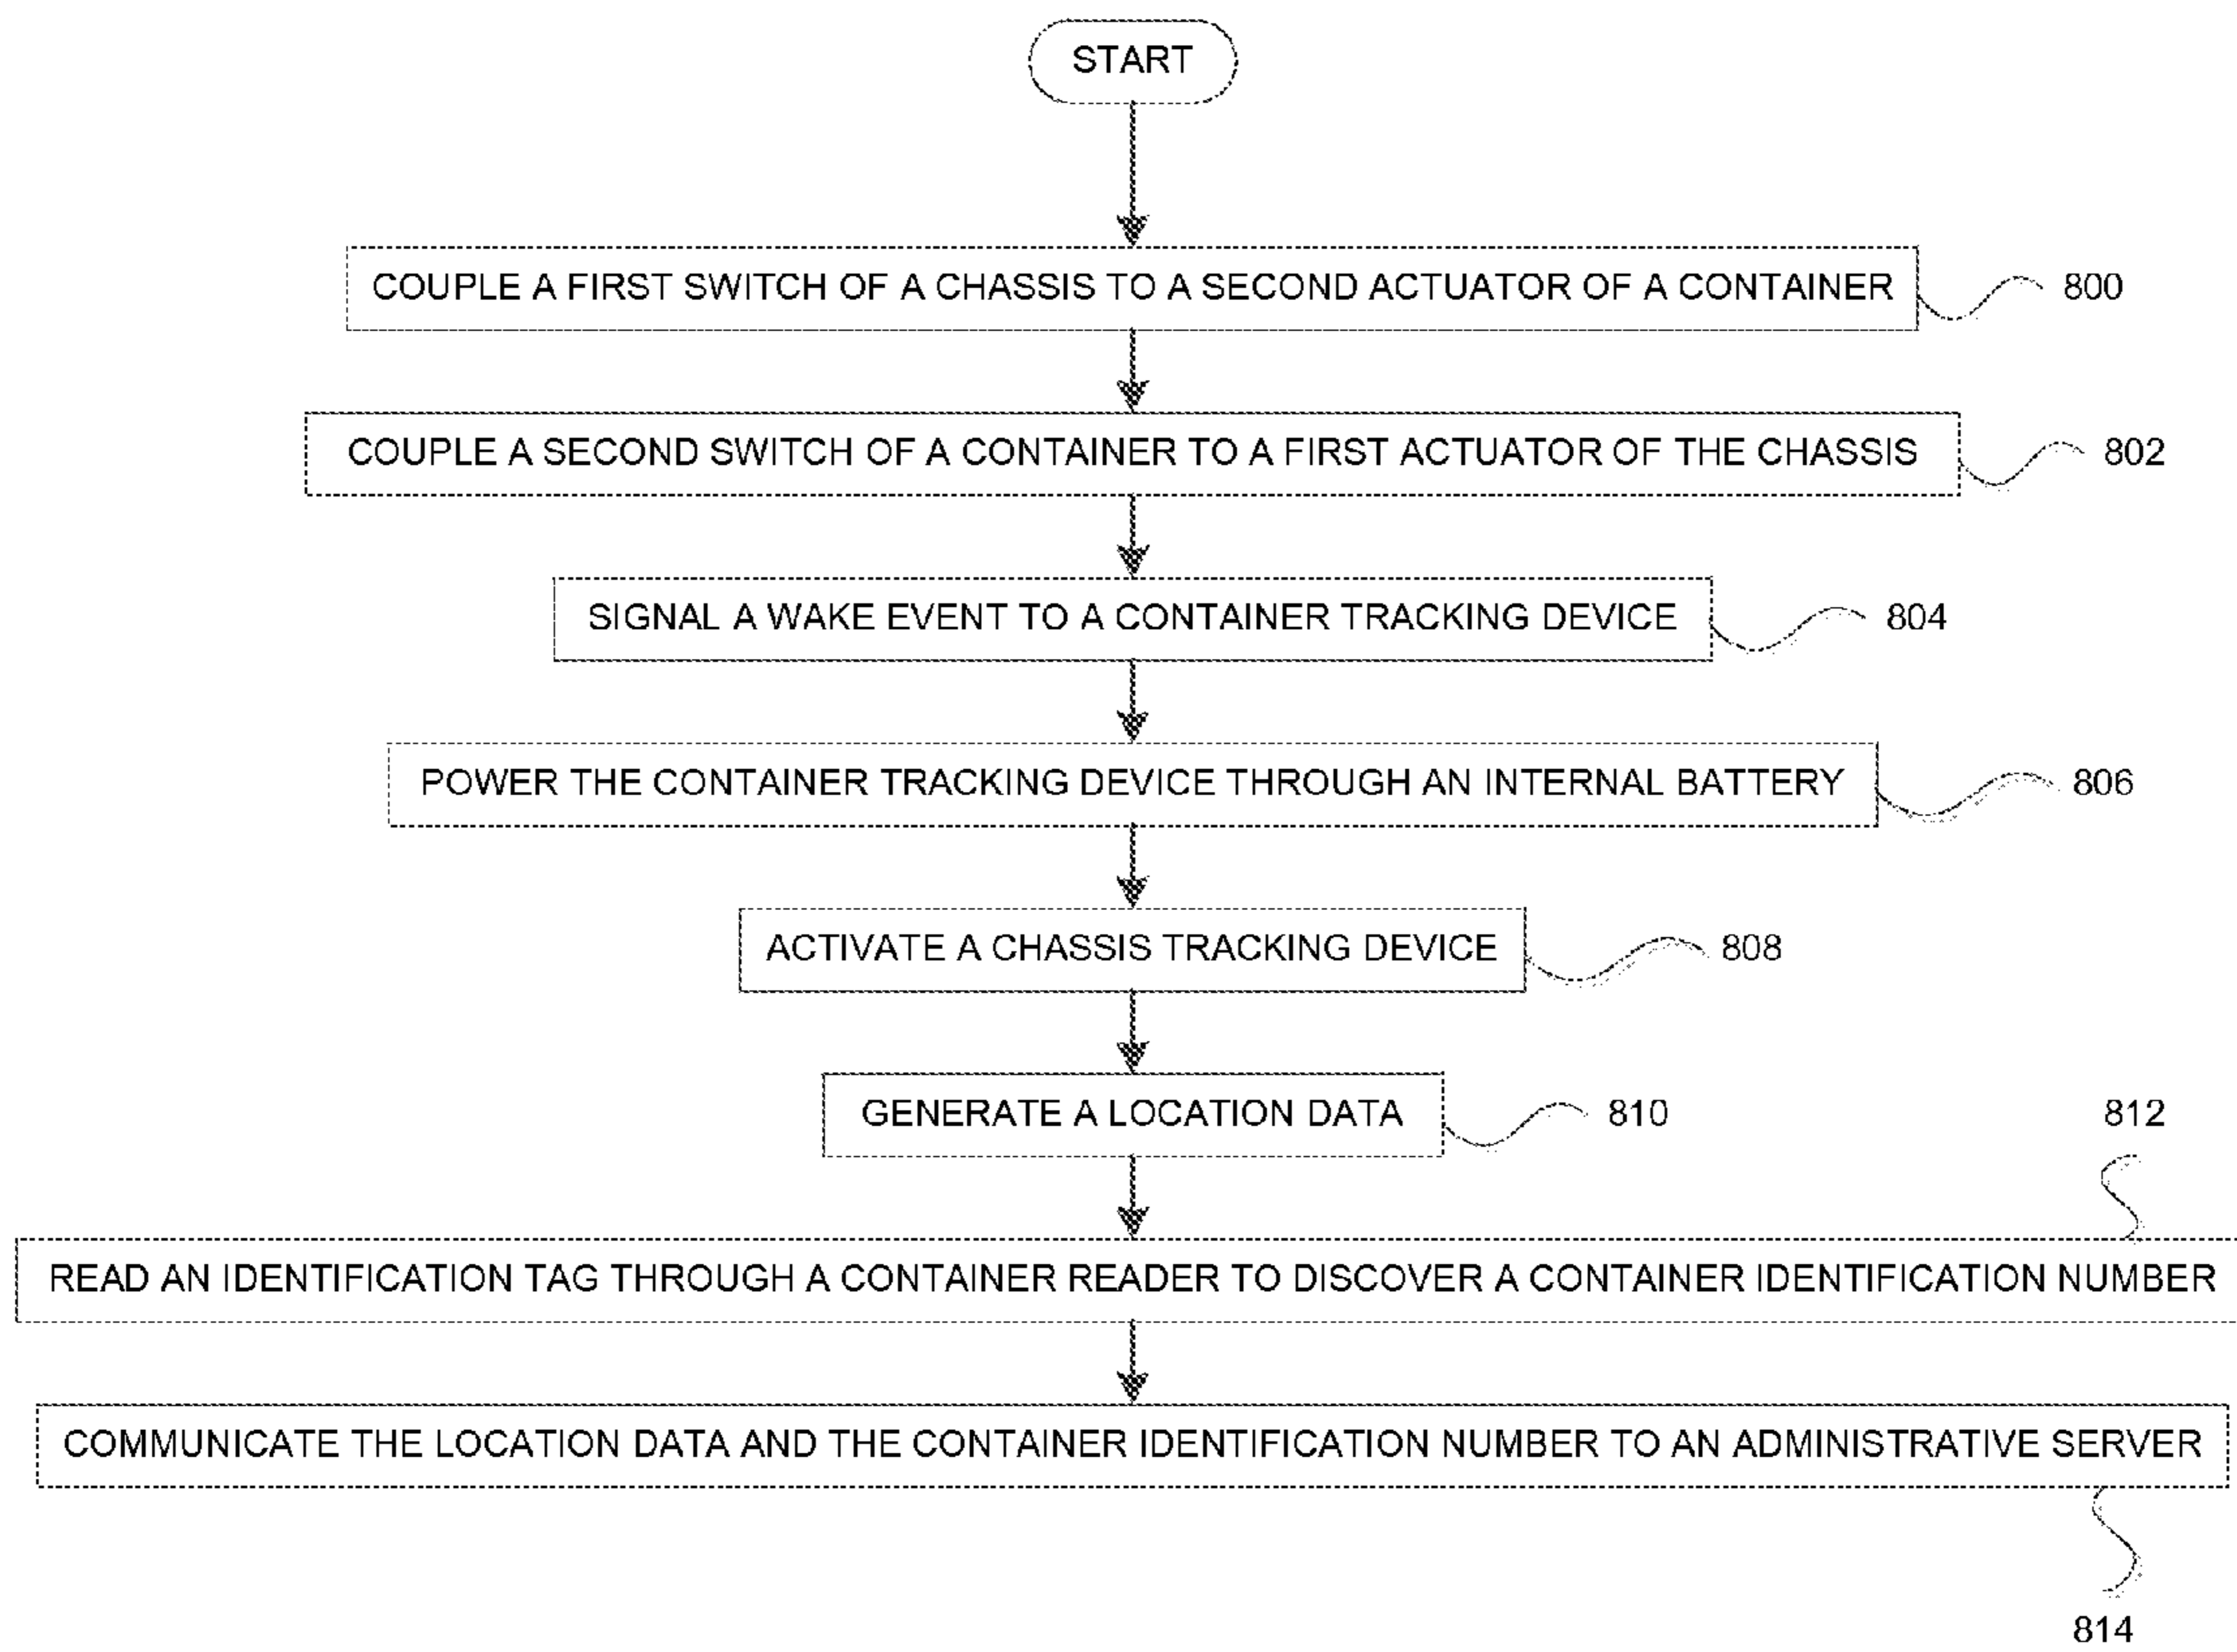 START
COUPLE A FIRST SWITCH OF A CHASSIS TO A SECOND ACTUATOR OF A CONTAINER
800
COUPLE A SECOND SWITCH OF A CONTAINER TO A FIRST ACTUATOR OF THE CHASSIS
802
SIGNAL A WAKE EVENT TO A CONTAINER TRACKING DEVICE
804
POWER THE CONTAINER TRACKING DEVICE THROUGH AN INTERNAL BATTERY
806
ACTIVATE A CHASSIS TRACKING DEVICE
808
GENERATE A LOCATION DATA
810
812
READ AN IDENTIFICATION TAG THROUGH A CONTAINER READER TO DISCOVER A CONTAINER IDENTIFICATION NUMBER
COMMUNICATE THE LOCATION DATA AND THE CONTAINER IDENTIFICATION NUMBER TO AN ADMINISTRATIVE SERVER
814